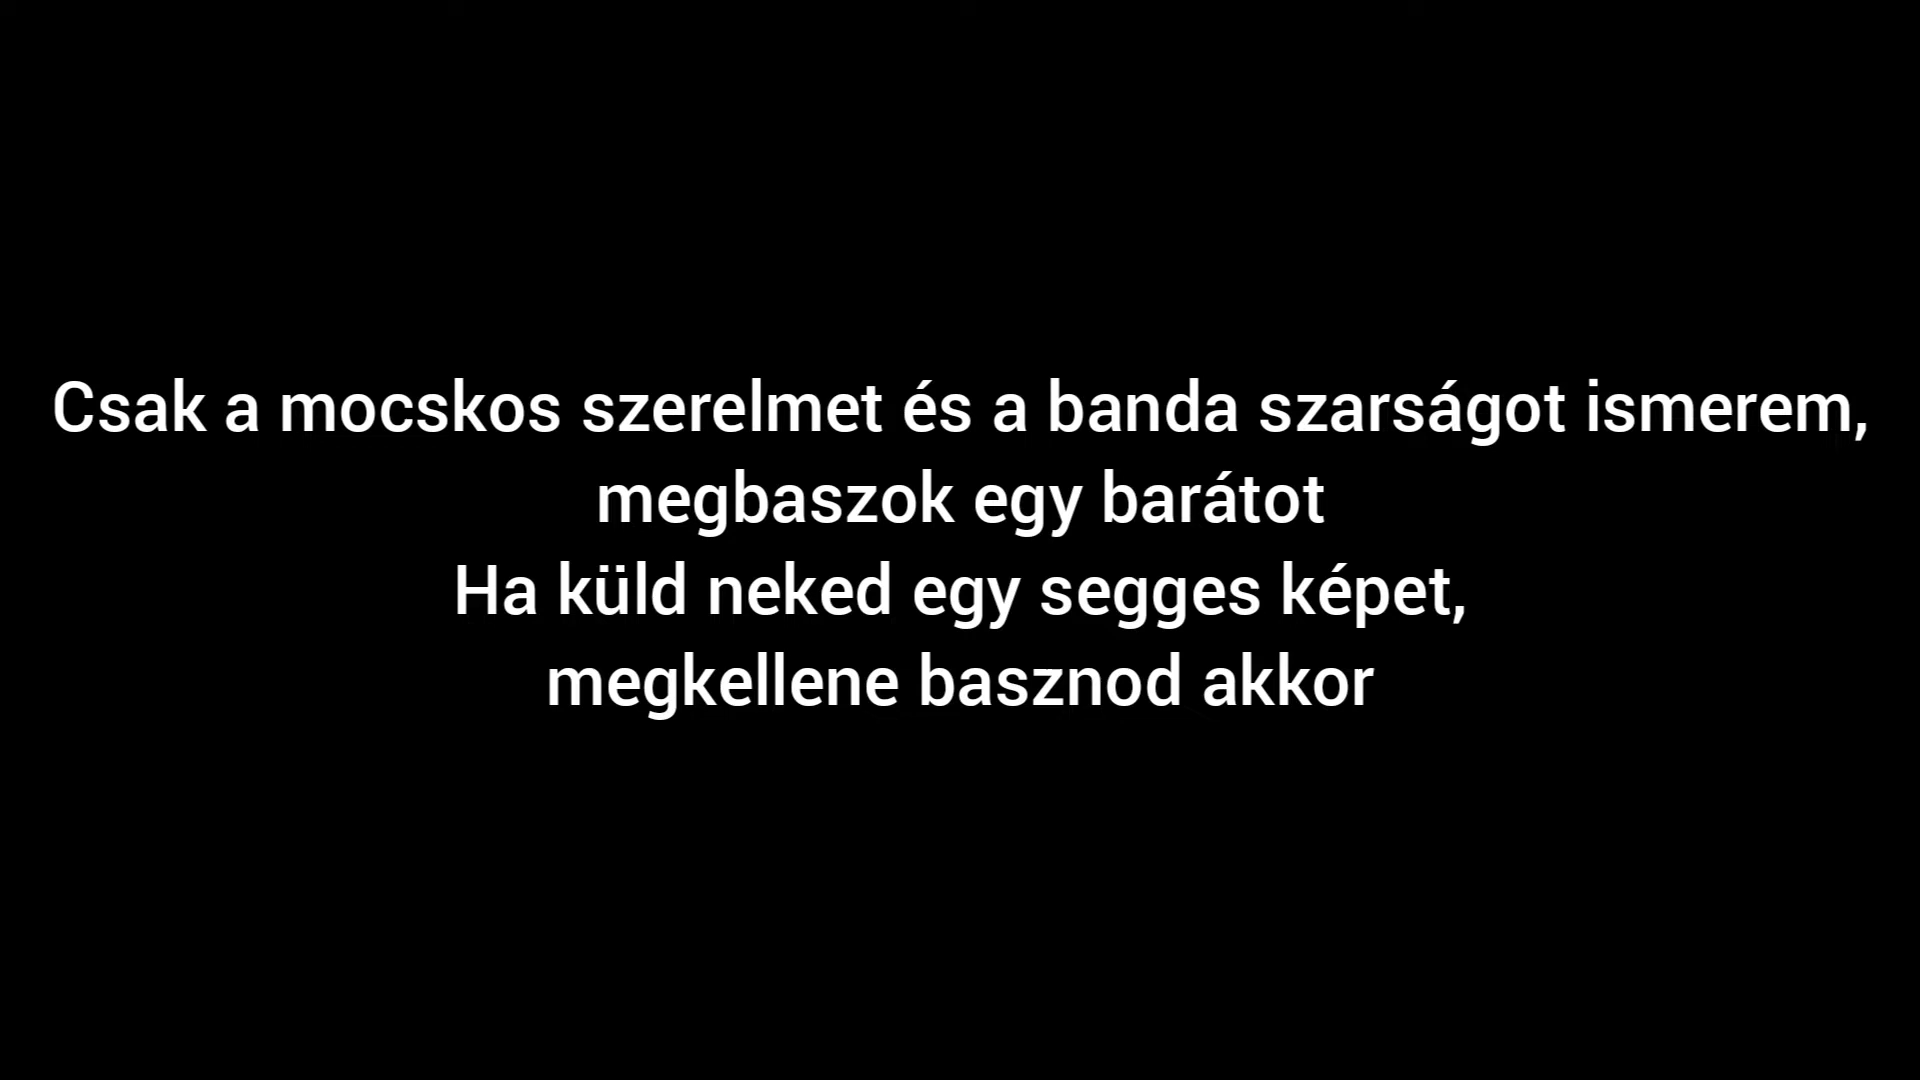 Csak a mocskos szerelmet és a banda szarságot ismerem,
megbaszok egy barátot
Ha küld neked egy segges képet,
megkellene basznod akkor